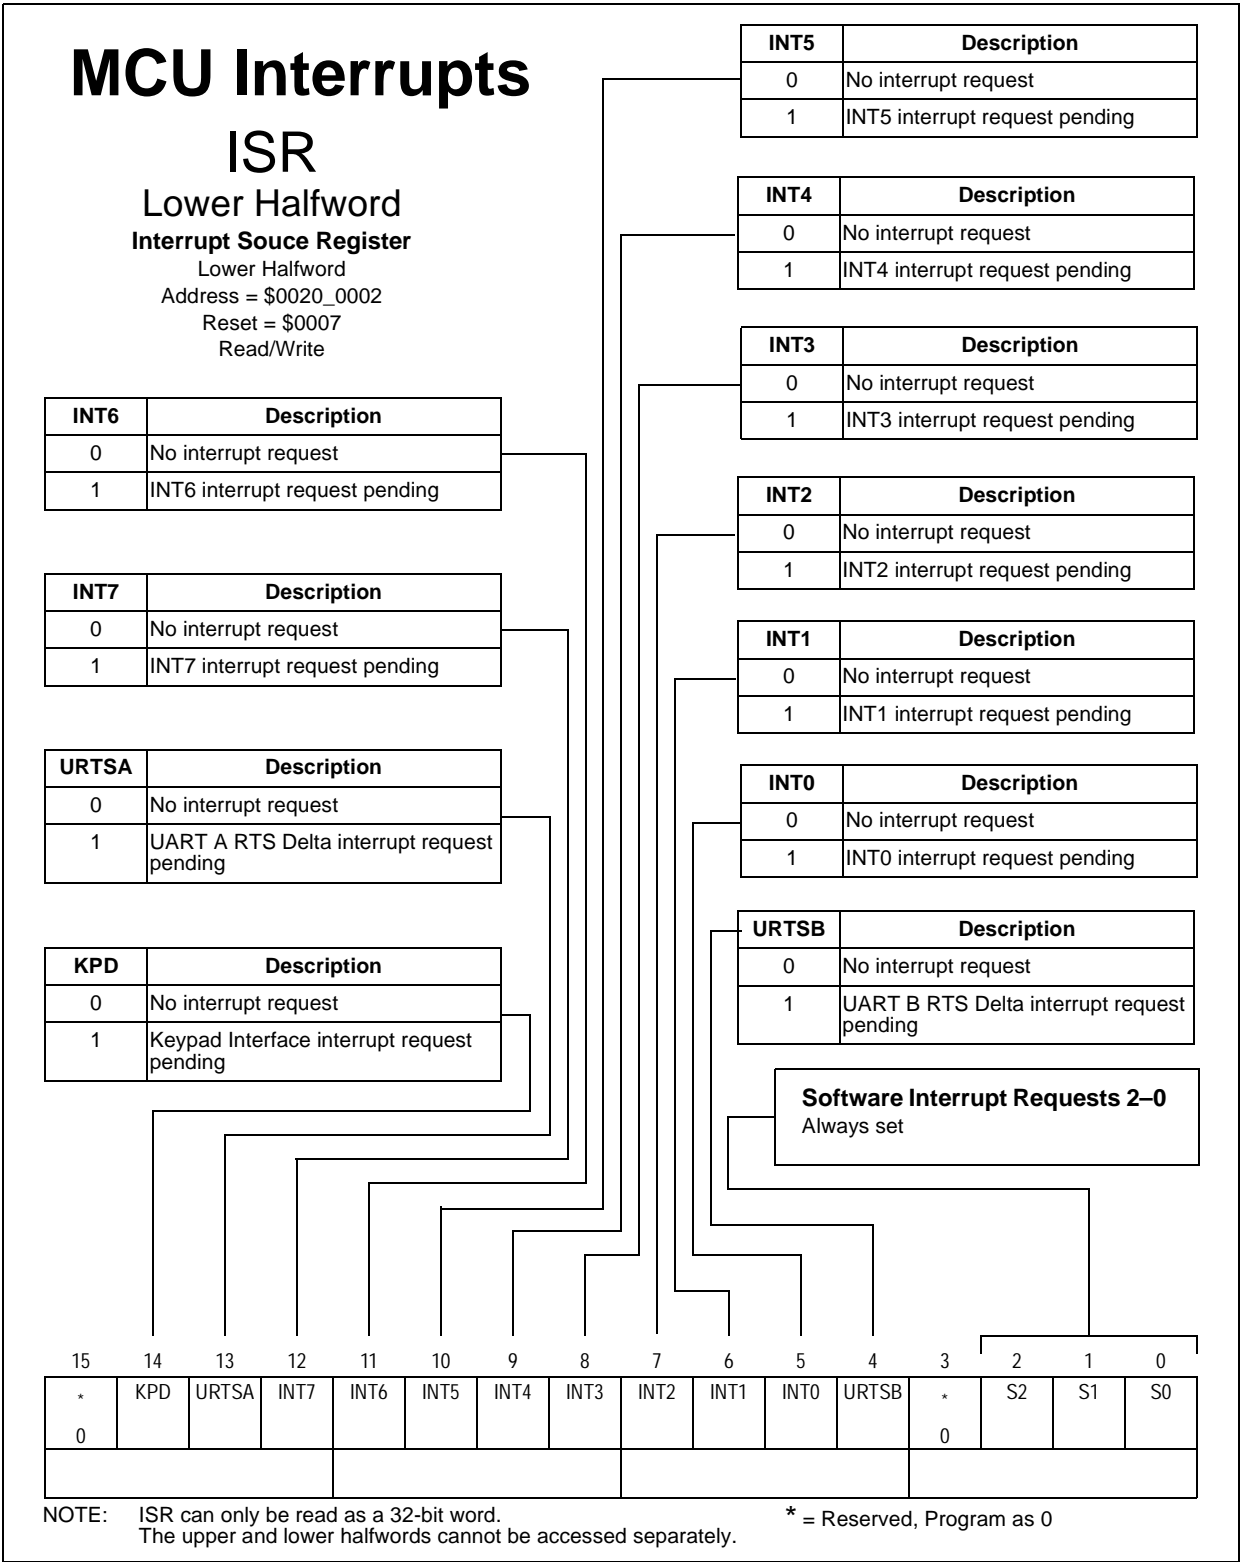 MCU Interrupts
ISR
Lower Halfword
Interrupt Souce Register
Lower Halfword
Address = $0020_0002
Reset = $0007
Read/Write
INT6 Description
0 No interrupt request
1 INT6 interrupt request pending
INT7 Description
0 No interrupt request
1 INT7 interrupt request pending
URTSA Description
0 No interrupt request
1 UART A RTS Delta interrupt request
pending
KPD Description
0 No interrupt request
1 Keypad Interface interrupt request
pending
INT5 Description
0 No interrupt request
1 INT5 interrupt request pending
INT4 Description
0 No interrupt request
1 INT4 interrupt request pending
INT3 Description
0 No interrupt request
1 INT3 interrupt request pending
INT2 Description
0 No interrupt request
1 INT2 interrupt request pending
INT1 Description
0 No interrupt request
1 INT1 interrupt request pending
INT0 Description
0 No interrupt request
1 INT0 interrupt request pending
URTSB Description
0 No interrupt request
1 UART B RTS Delta interrupt request
pending
Software Interrupt Requests 2–0
Always set
15 14 13 12 11 10 9 8 7 6 5 4 3 2 1 0
* KPD URTSA INT7 INT6 INT5 INT4 INT3 INT2 INT1 INT0 URTSB * S2 S1 S0
0 0
NOTE: ISR can only be read as a 32-bit word.
The upper and lower halfwords cannot be accessed separately.
* = Reserved, Program as 0